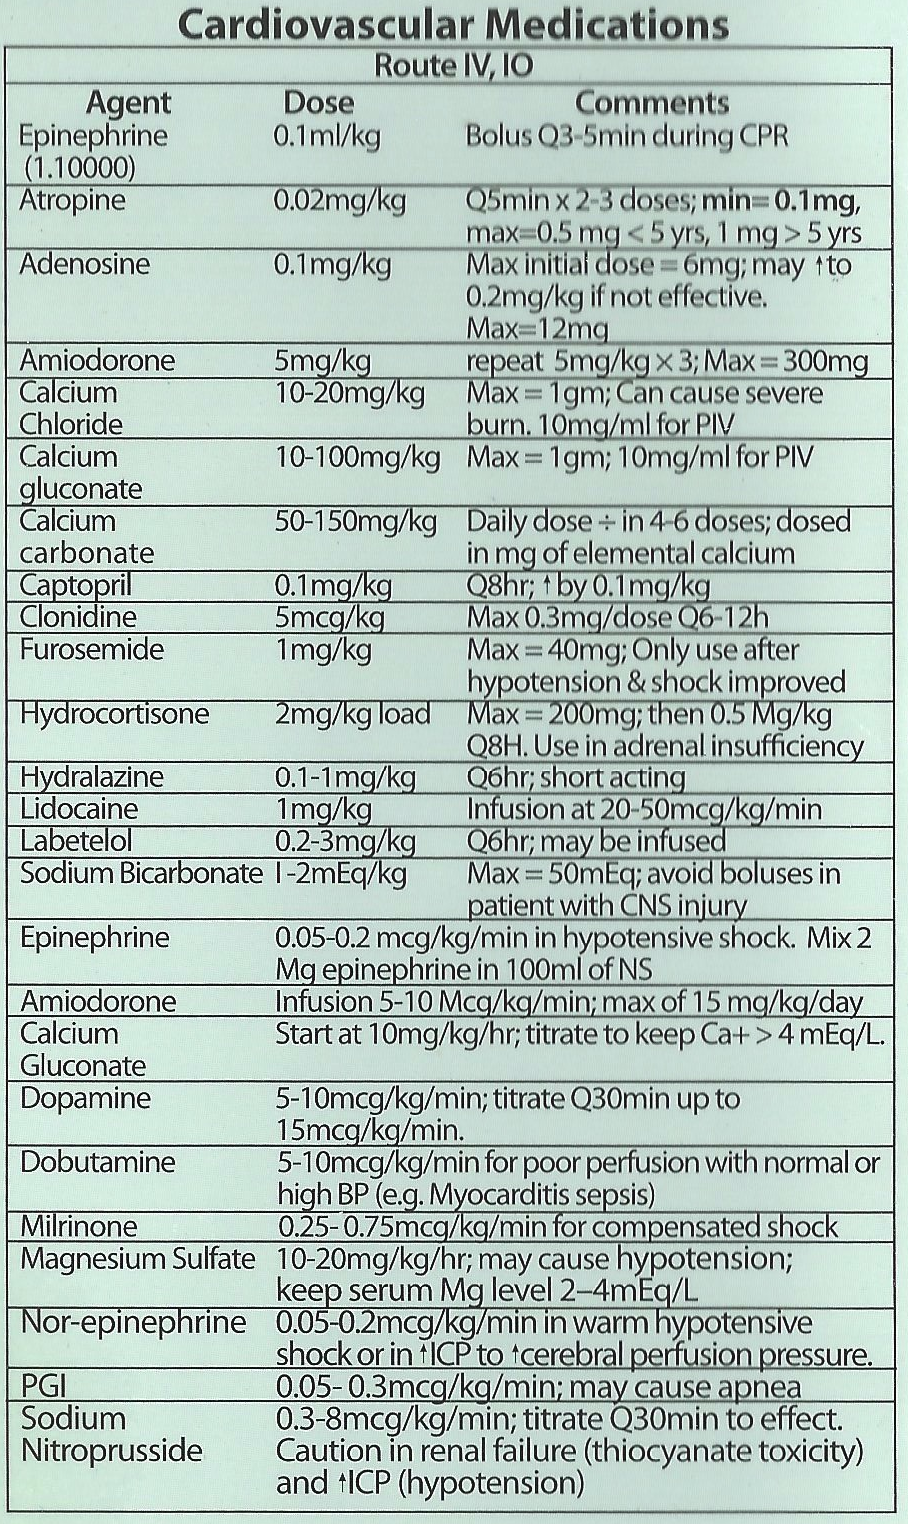 Cardiovascular Medications
Route IV, IO
Agent Dose Comments
Epinephrine 0.1ml/kg Bolus Q3-5min during CPR
(1.10000)
Atropine 0.02mg/kg Q5min x 2-3 doses; min= 0.1mg,
max=0.5 mg < 5 yrs, 1 mg > 5 yrs
Adenosine 0.1mg/kg Max initial dose = 6mg; may ↑to
0.2mg/kg if not effective.
Max=12mg
Amiodorone 5mg/kg repeat 5mg/kg × 3; Max = 300mg
Calcium 10-20mg/kg Max = 1gm; Can cause severe
Chloride burn. 10mg/ml for PIV
Calcium 10-100mg/kg Max = 1gm; 10mg/ml for PIV
gluconate
Calcium 50-150mg/kg Daily dose ÷ in 4-6 doses; dosed
carbonate in mg of elemental calcium
Captopril 0.1mg/kg Q8hr; ↑ by 0.1mg/kg
Clonidine 5mcg/kg Max 0.3mg/dose Q6-12h
Furosemide 1mg/kg Max = 40mg; Only use after
hypotension & shock improved
Hydrocortisone 2mg/kg load Max = 200mg; then 0.5 Mg/kg
Q8H. Use in adrenal insufficiency
Hydralazine 0.1-1mg/kg Q6hr; short acting
Lidocaine 1mg/kg Infusion at 20-50mcg/kg/min
Labetelol 0.2-3mg/kg Q6hr; may be infused
Sodium Bicarbonate I -2mEq/kg Max = 50mEq; avoid boluses in
patient with CNS injury
Epinephrine 0.05-0.2 mcg/kg/min in hypotensive shock. Mix 2
Mg epinephrine in 100ml of NS
Amiodorone Infusion 5-10 Mcg/kg/min; max of 15 mg/kg/day
Calcium Start at 10mg/kg/hr; titrate to keep Ca+ > 4 mEq/L.
Gluconate
Dopamine 5-10mcg/kg/min; titrate Q30min up to
15mcg/kg/min.
Dobutamine 5-10mcg/kg/min for poor perfusion with normal or
high BP (e.g. Myocarditis sepsis)
Milrinone 0.25- 0.75mcg/kg/min for compensated shock
Magnesium Sulfate 10-20mg/kg/hr; may cause hypotension;
keep serum Mg level 2–4mEq/L
Nor-epinephrine 0.05-0.2mcg/kg/min in warm hypotensive
shock or in ↑ICP to ↑cerebral perfusion pressure.
PGI 0.05- 0.3mcg/kg/min; may cause apnea
Sodium 0.3-8mcg/kg/min; titrate Q30min to effect.
Nitroprusside Caution in renal failure (thiocyanate toxicity)
and ↑ICP (hypotension)